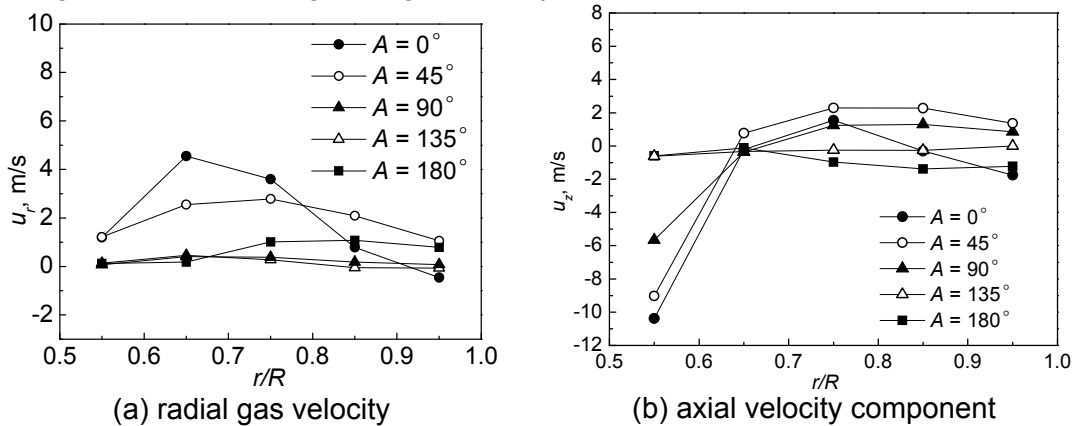 10
8
6
4
2
0
-2
u_r, m/s
0.5 0.6 0.7 0.8 0.9 1.0
r/R
A = 0°
A = 45°
A = 90°
A = 135°
A = 180°
(a) radial gas velocity
8
6
4
2
0
-2
-4
-6
-8
-10
-12
u_z, m/s
0.5 0.6 0.7 0.8 0.9 1.0
r/R
A = 0°
A = 45°
A = 90°
A = 135°
A = 180°
(b) axial velocity component